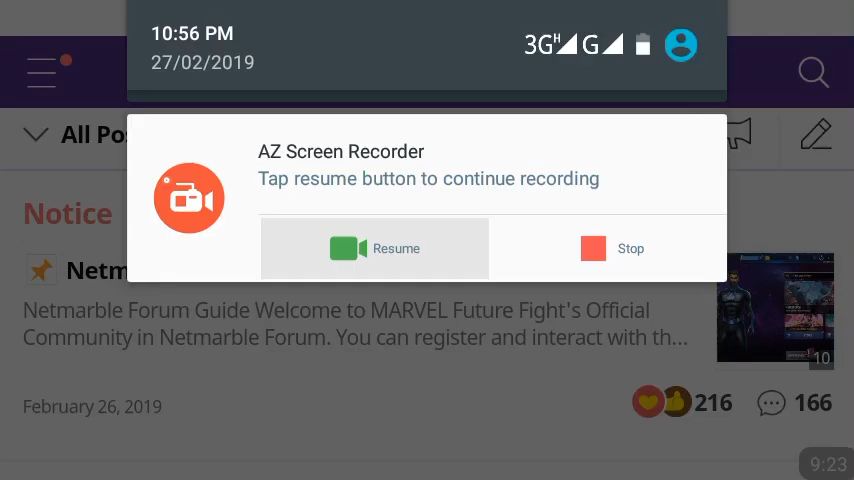 10:56 PM
27/02/2019
3G H G
All Po
AZ Screen Recorder
Tap resume button to continue recording
Resume
Stop
Notice
Netm
Netmarble Forum Guide Welcome to MARVEL Future Fight's Official
Community in Netmarble Forum. You can register and interact with th...
10
February 26, 2019
216
166
9:23